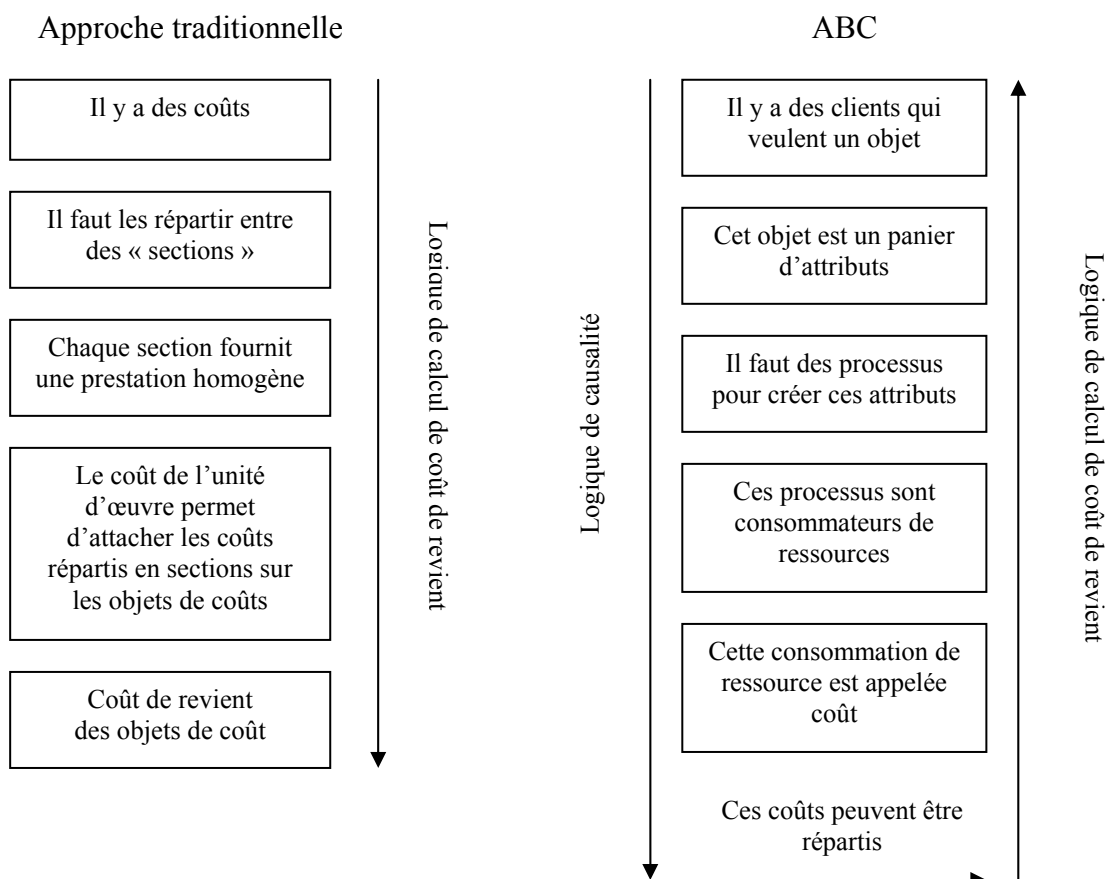 Approche traditionnelle
Il y a des coûts
Il faut les répartir entre
des « sections »
Chaque section fournit
une prestation homogène
Le coût de l’unité
d’œuvre permet
d’attacher les coûts
répartis en sections sur
les objets de coûts
Coût de revient
des objets de coût
Logique de calcul de coût de revient
ABC
Logique de causalité
Il y a des clients qui
veulent un objet
Cet objet est un panier
d’attributs
Il faut des processus
pour créer ces attributs
Ces processus sont
consommateurs de
ressources
Cette consommation de
ressource est appelée
coût
Ces coûts peuvent être
répartis
Logique de calcul de coût de revient